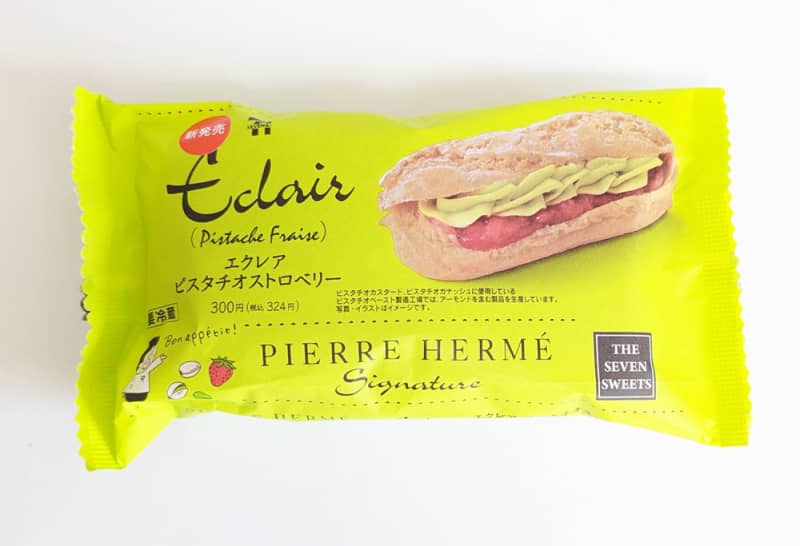 新発売
Éclair
(Pistache Fraise)
エクレア
ピスタチオストロベリー
300円(税込324円)
ピスタチオカスタード、ピスタチオガナッシュに使用している
ピスタチオペースト製造工場では、アーモンドを含む製品を生産しています。
写真・イラストはイメージです。
要冷蔵
Bon appétit!
PIERRE HERMÉ
Signature
THE
SEVEN
SWEETS